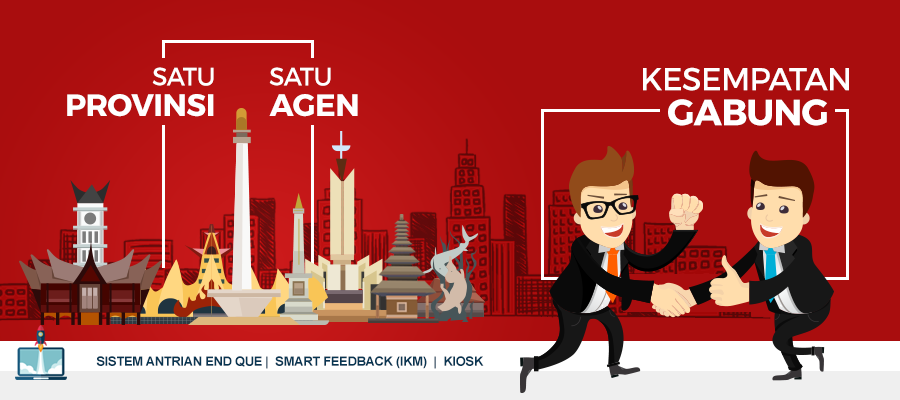 SATU
PROVINSI
SATU
AGEN
KESEMPATAN
GABUNG
SISTEM ANTRIAN END QUE | SMART FEEDBACK (IKM) | KIOSK